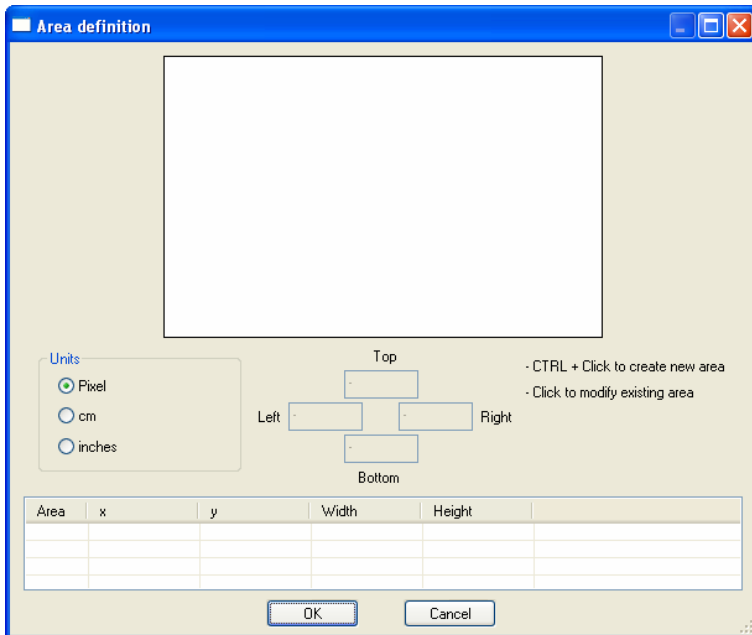 Area definition
Units
Pixel
cm
inches
Top
-
Left - - Right
-
Bottom
- CTRL + Click to create new area
- Click to modify existing area
Area x y Width Height
OK Cancel